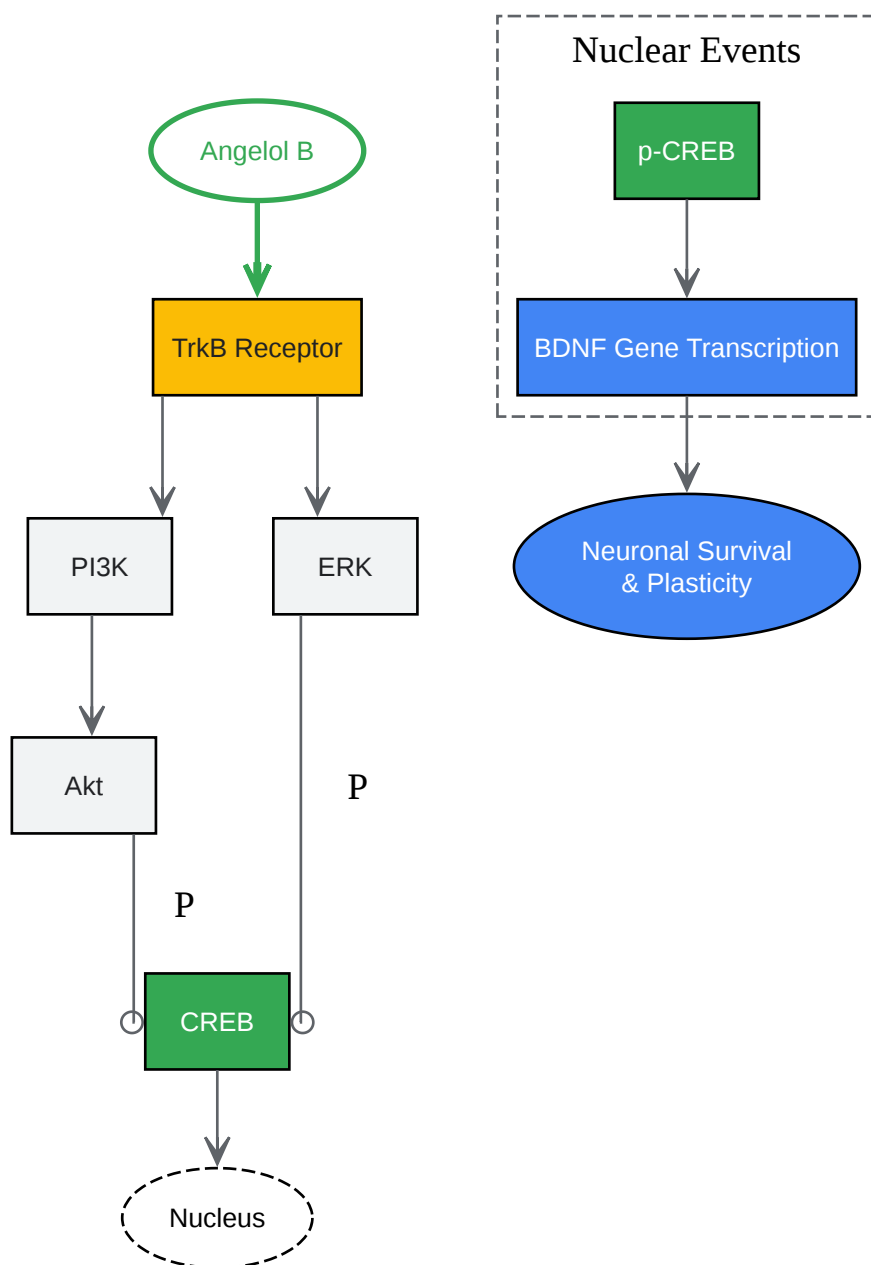 Angelol B
TrkB Receptor
PI3K
ERK
Akt
P
P
CREB
Nucleus
Nuclear Events
p-CREB
BDNF Gene Transcription
Neuronal Survival
& Plasticity